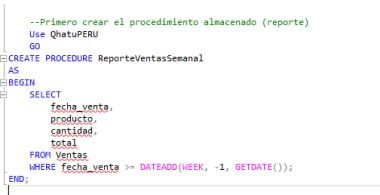 --Primero crear el procedimiento almacenado (reporte)
Use QhatuPERU
GO
CREATE PROCEDURE ReporteVentasSemanal
AS
BEGIN
SELECT
fecha_venta,
producto,
cantidad,
total
FROM Ventas
WHERE fecha_venta >= DATEADD(WEEK, -1, GETDATE());
END;